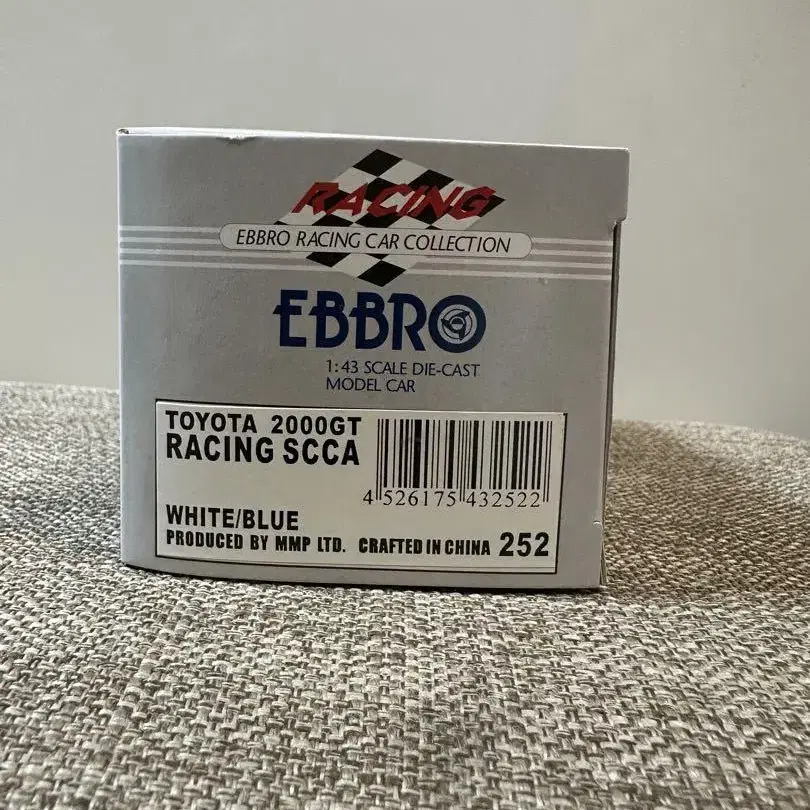 RACING
EBBRO RACING CAR COLLECTION
EBBRO
1:43 SCALE DIE-CAST
MODEL CAR
TOYOTA 2000GT
RACING SCCA
4 526175 432522
WHITE/BLUE
PRODUCED BY MMP LTD. CRAFTED IN CHINA 252